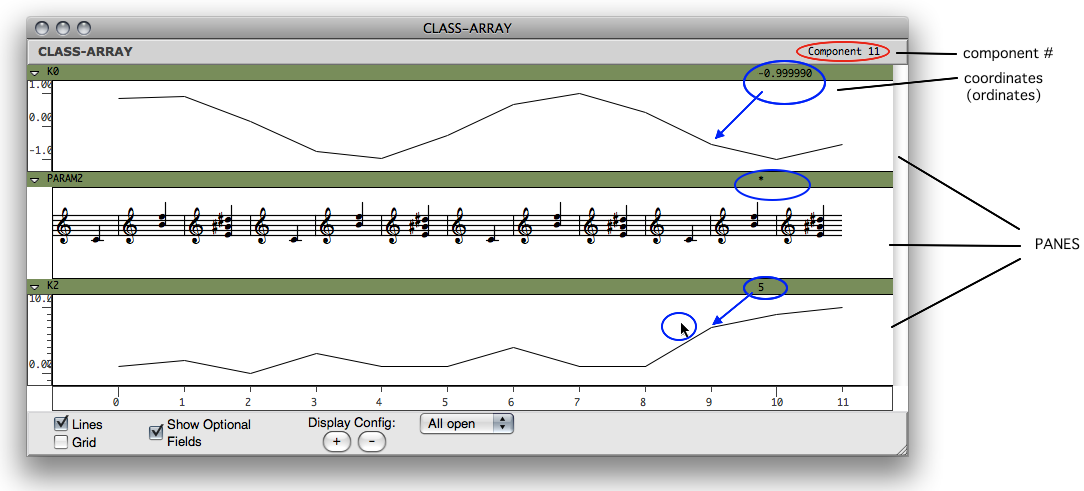 CLASS-ARRAY
CLASS-ARRAY
Component 11
component #
K0
-0.999990
coordinates
(ordinates)
1.00
0.00
-1.0
PARAM2
*
PANES
K2
5
10.0
0.00
0 1 2 3 4 5 6 7 8 9 10 11
Lines
Grid
Show Optional
Fields
Display Config:
+ -
All open